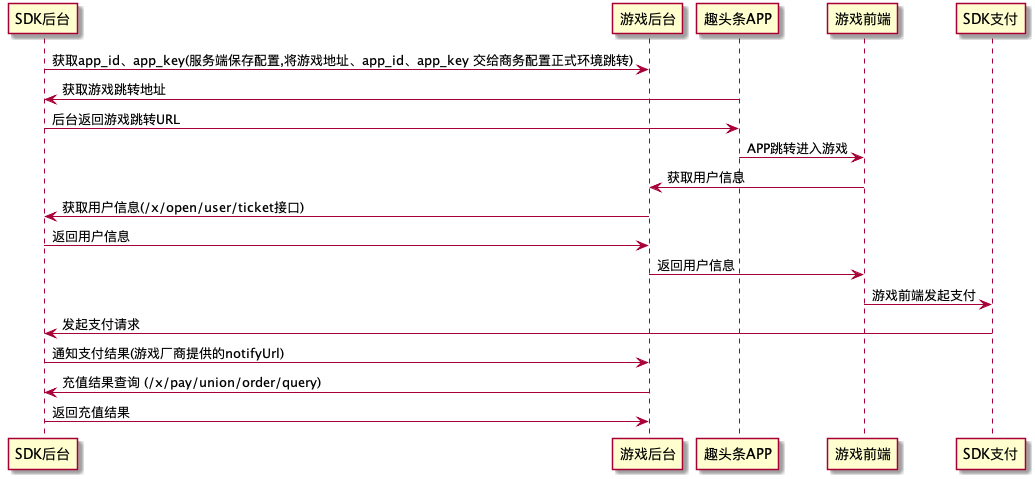 SDK后台
游戏后台
趣头条APP
游戏前端
SDK支付
获取app_id、app_key(服务端保存配置,将游戏地址、app_id、app_key 交给商务配置正式环境跳转)
获取游戏跳转地址
后台返回游戏跳转URL
APP跳转进入游戏
获取用户信息
获取用户信息(/x/open/user/ticket接口)
返回用户信息
返回用户信息
游戏前端发起支付
发起支付请求
通知支付结果(游戏厂商提供的notifyUrl)
充值结果查询 (/x/pay/union/order/query)
返回充值结果
SDK后台
游戏后台
趣头条APP
游戏前端
SDK支付